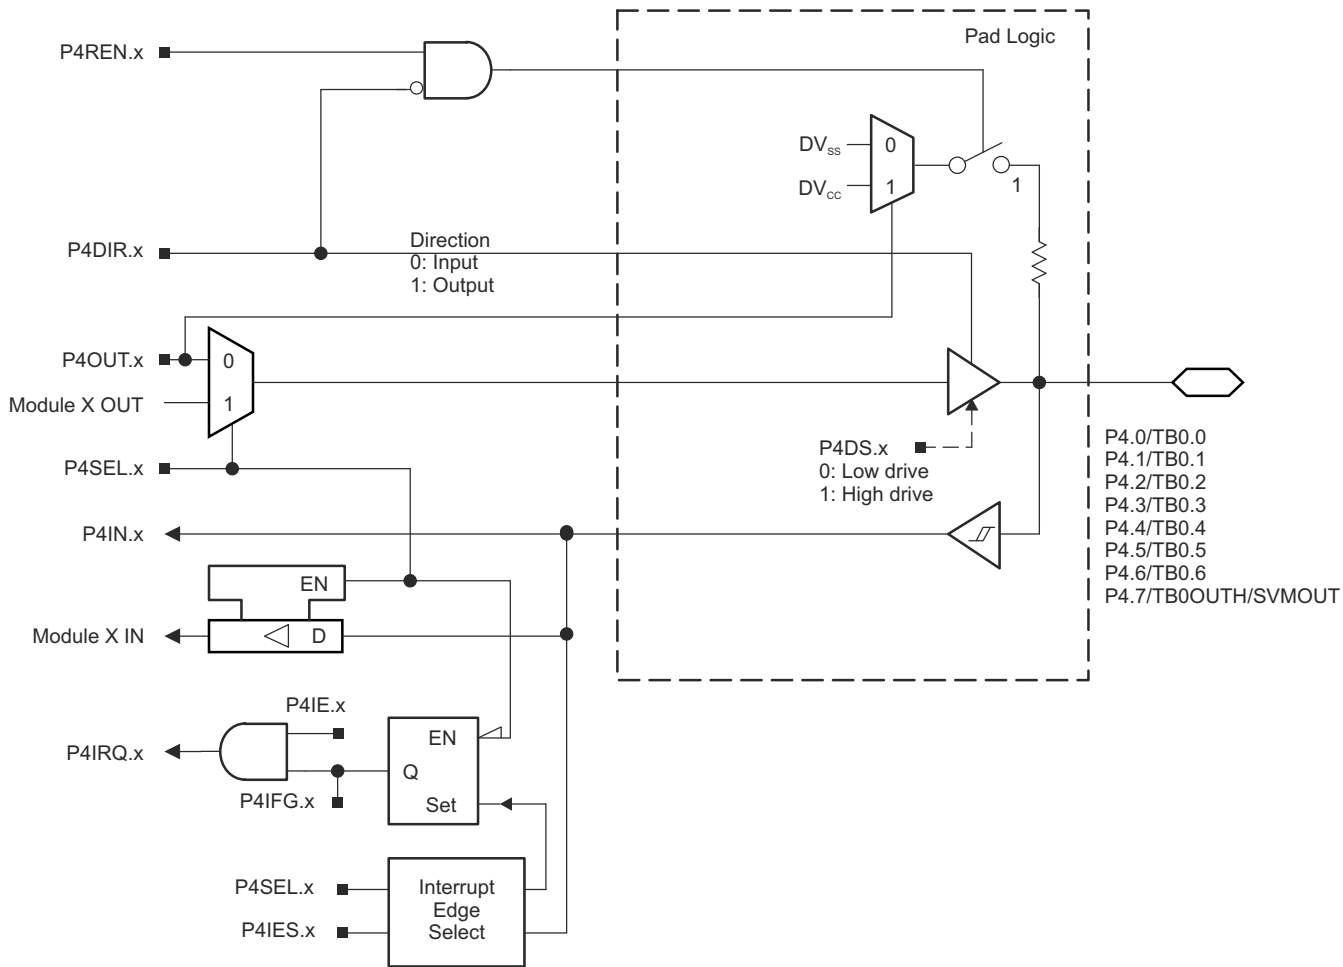 Pad Logic
P4REN.x
DVSS
0
DVCC
1
1
P4DIR.x
Direction
0: Input
1: Output
P4OUT.x
0
Module X OUT
1
P4DS.x
0: Low drive
1: High drive
P4SEL.x
P4.0/TB0.0
P4.1/TB0.1
P4.2/TB0.2
P4.3/TB0.3
P4.4/TB0.4
P4.5/TB0.5
P4.6/TB0.6
P4.7/TB0OUTH/SVMOUT
P4IN.x
EN
Module X IN
D
P4IE.x
P4IRQ.x
EN
Q
P4IFG.x
Set
P4SEL.x
P4IES.x
Interrupt
Edge
Select